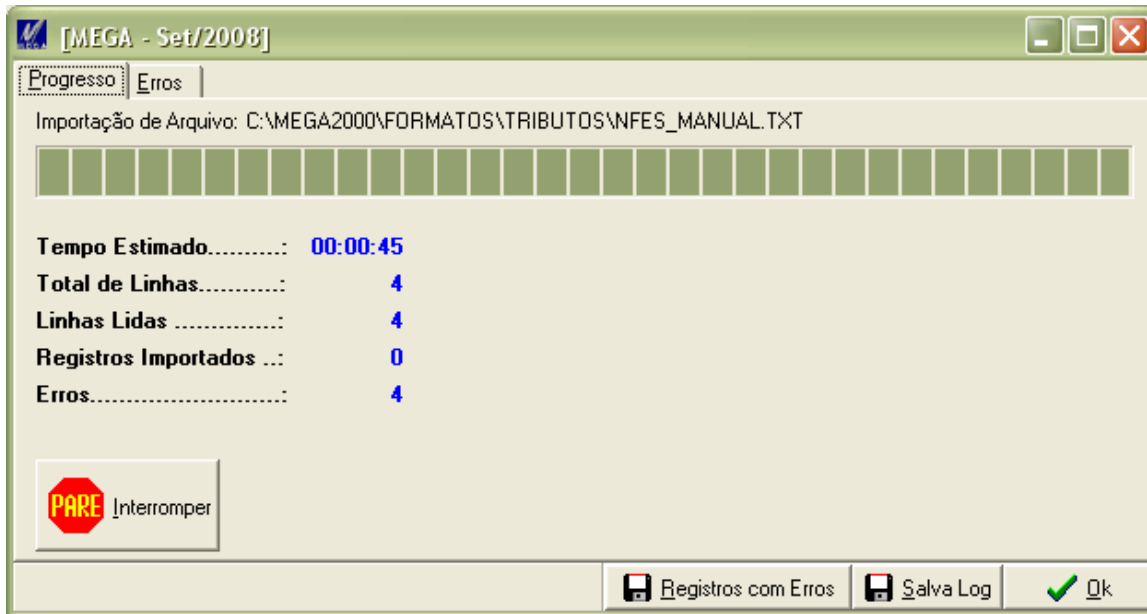 [MEGA - Set/2008]
Progresso Erros
Importação de Arquivo: C:\MEGA2000\FORMATOS\TRIBUTOS\NFES_MANUAL.TXT
Tempo Estimado..........: 00:00:45
Total de Linhas...........: 4
Linhas Lidas ..............: 4
Registros Importados ..: 0
Erros..........................: 4
PARE Interromper
Registros com Erros Salva Log Ok